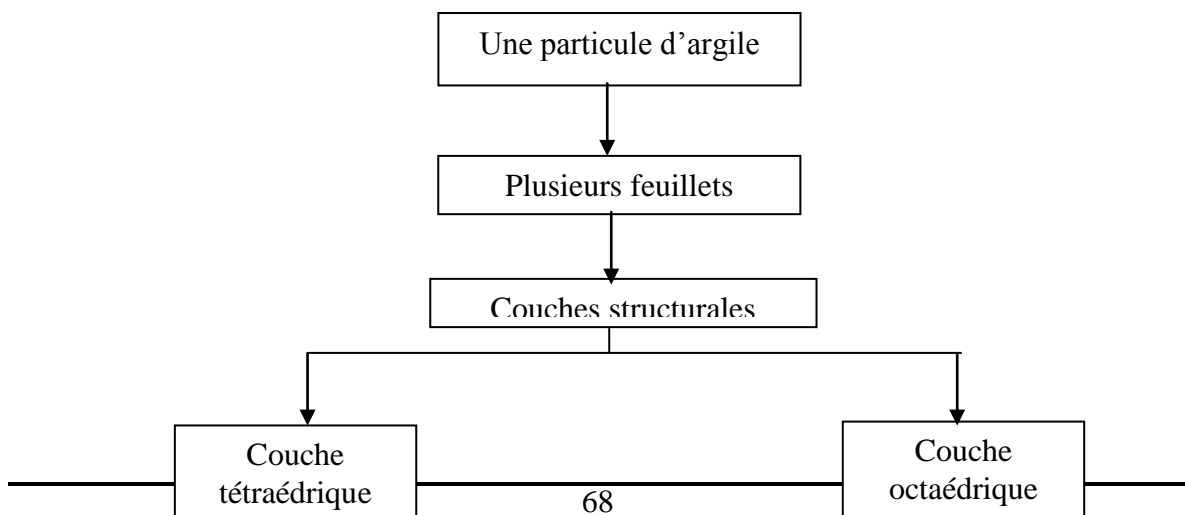 Une particule d’argile
Plusieurs feuillets
Couches structurales
Couche
tétraédrique
Couche
octaédrique
68